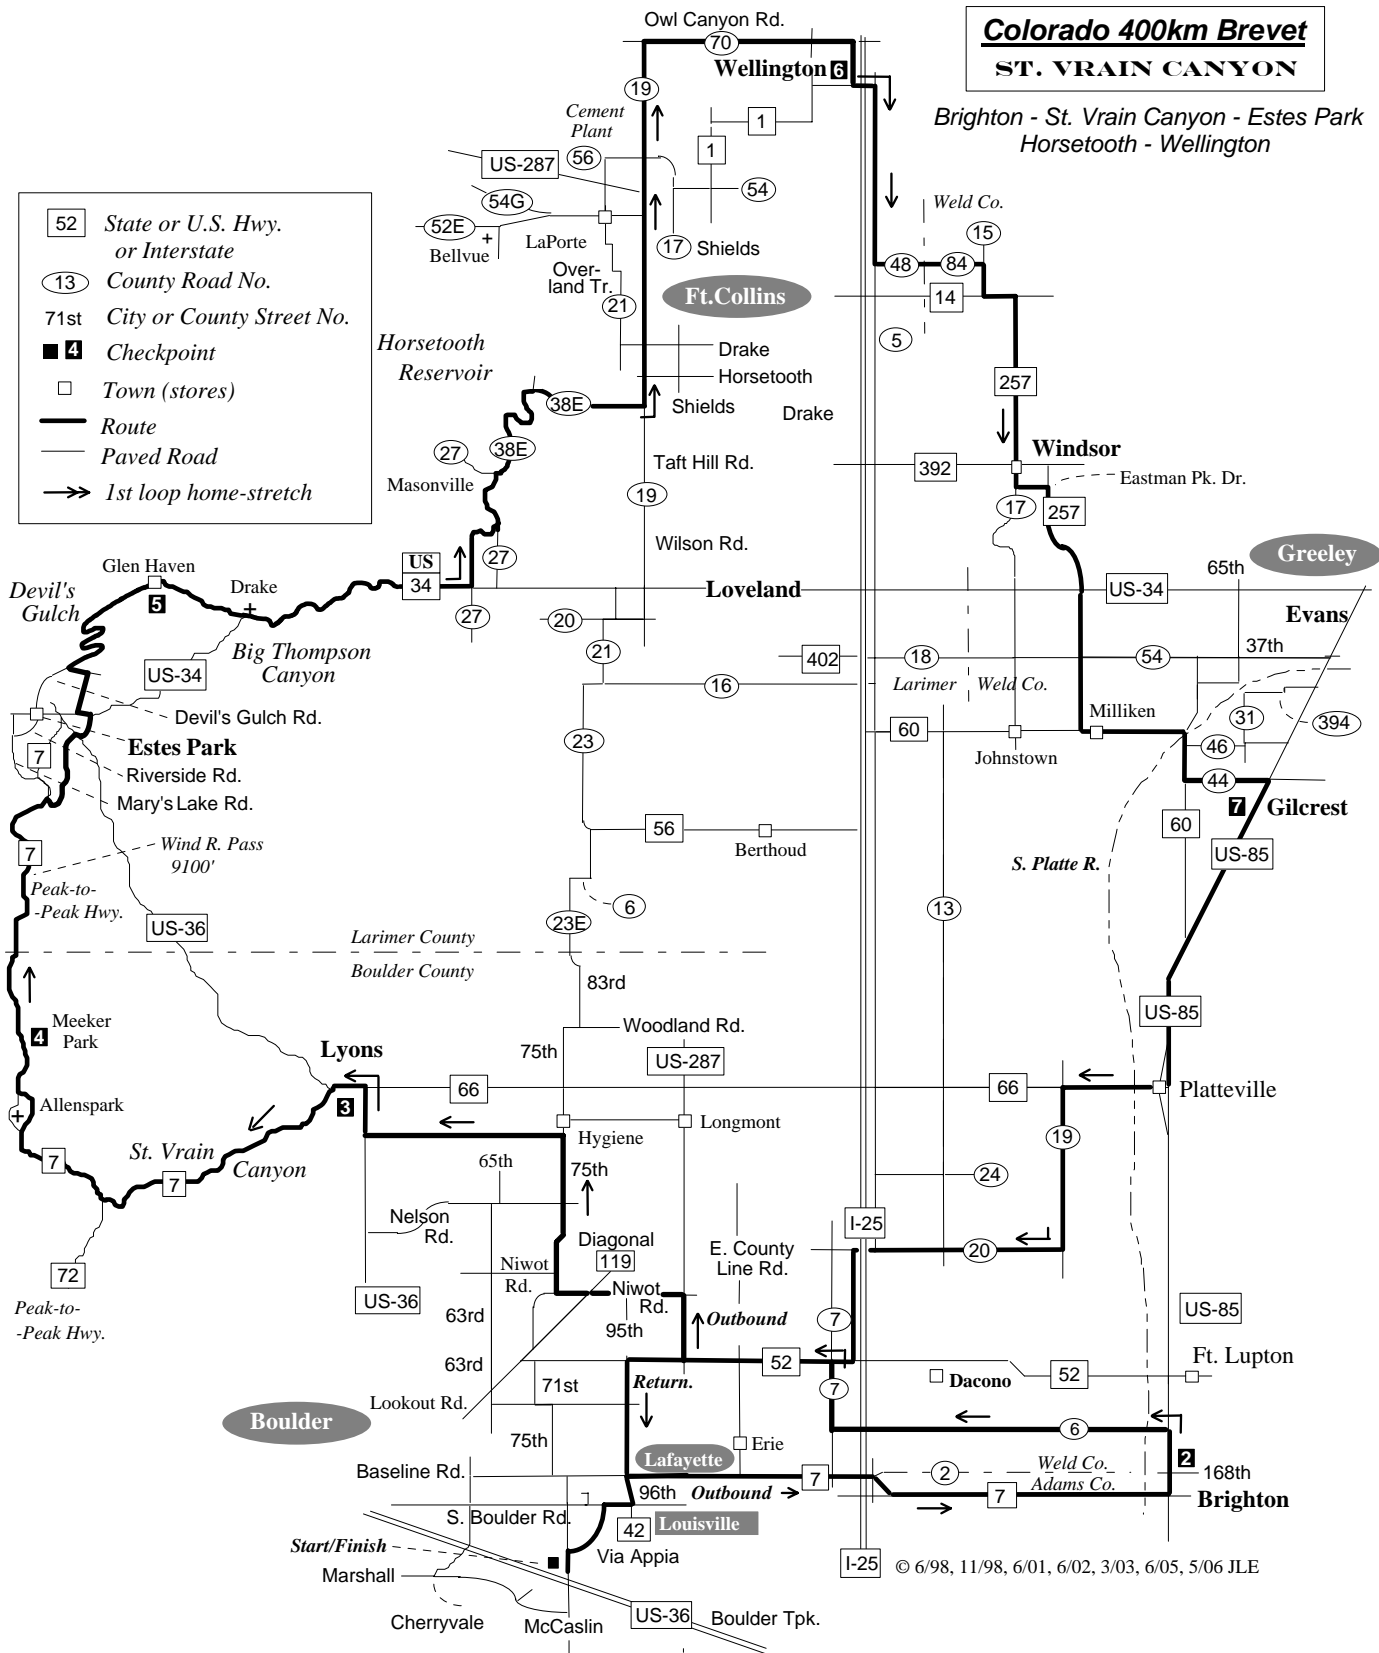 Colorado 400km Brevet
ST. VRAIN CANYON
Brighton - St. Vrain Canyon - Estes Park
Horsetooth - Wellington
Owl Canyon Rd.
70
Wellington 6
19
Cement
Plant
1
56
US-287
1
54
54G
52E
Bellvue
LaPorte
17 Shields
Over-
land Tr.
21
Ft.Collins
Weld Co.
15
48
84
14
5
52 State or U.S. Hwy.
or Interstate
13 County Road No.
71st City or County Street No.
4 Checkpoint
Town (stores)
Route
Paved Road
1st loop home-stretch
Horsetooth
Reservoir
Drake
Horsetooth
Shields
Drake
38E
38E
27
Masonville
257
Windsor
392
Eastman Pk. Dr.
17
257
Taft Hill Rd.
19
Wilson Rd.
Greeley
65th
Glen Haven
5
Devil's
Gulch
Drake
US
34
27
27
Loveland
US-34
Evans
20
21
Big Thompson
Canyon
US-34
402
18
54
37th
Larimer
Weld Co.
16
Devil's Gulch Rd.
Estes Park
7
Riverside Rd.
Mary's Lake Rd.
23
60
Johnstown
Milliken
31
394
46
44
7 Gilcrest
60
7
Wind R. Pass
9100'
Peak-to-
-Peak Hwy.
56
Berthoud
S. Platte R.
US-85
6
23E
13
US-36
Larimer County
Boulder County
83rd
US-85
4
Meeker
Park
Woodland Rd.
75th
US-287
Lyons
3
66
66
Platteville
Allenspark
Hygiene
Longmont
19
7
St. Vrain
Canyon
7
65th
75th
24
Nelson
Rd.
Diagonal
119
E. County
Line Rd.
I-25
20
72
Peak-to-
-Peak Hwy.
US-36
Niwot
Rd.
Niwot
Rd.
63rd
95th
Outbound
7
US-85
63rd
52
Ft. Lupton
Dacono
52
71st
Return.
7
Lookout Rd.
Boulder
75th
Erie
6
2
Lafayette
Baseline Rd.
7
2
Weld Co.
Adams Co.
168th
96th
Outbound
7
Brighton
S. Boulder Rd.
42
Louisville
Start/Finish
Via Appia
I-25
© 6/98, 11/98, 6/01, 6/02, 3/03, 6/05, 5/06 JLE
Marshall
Cherryvale
McCaslin
US-36
Boulder Tpk.